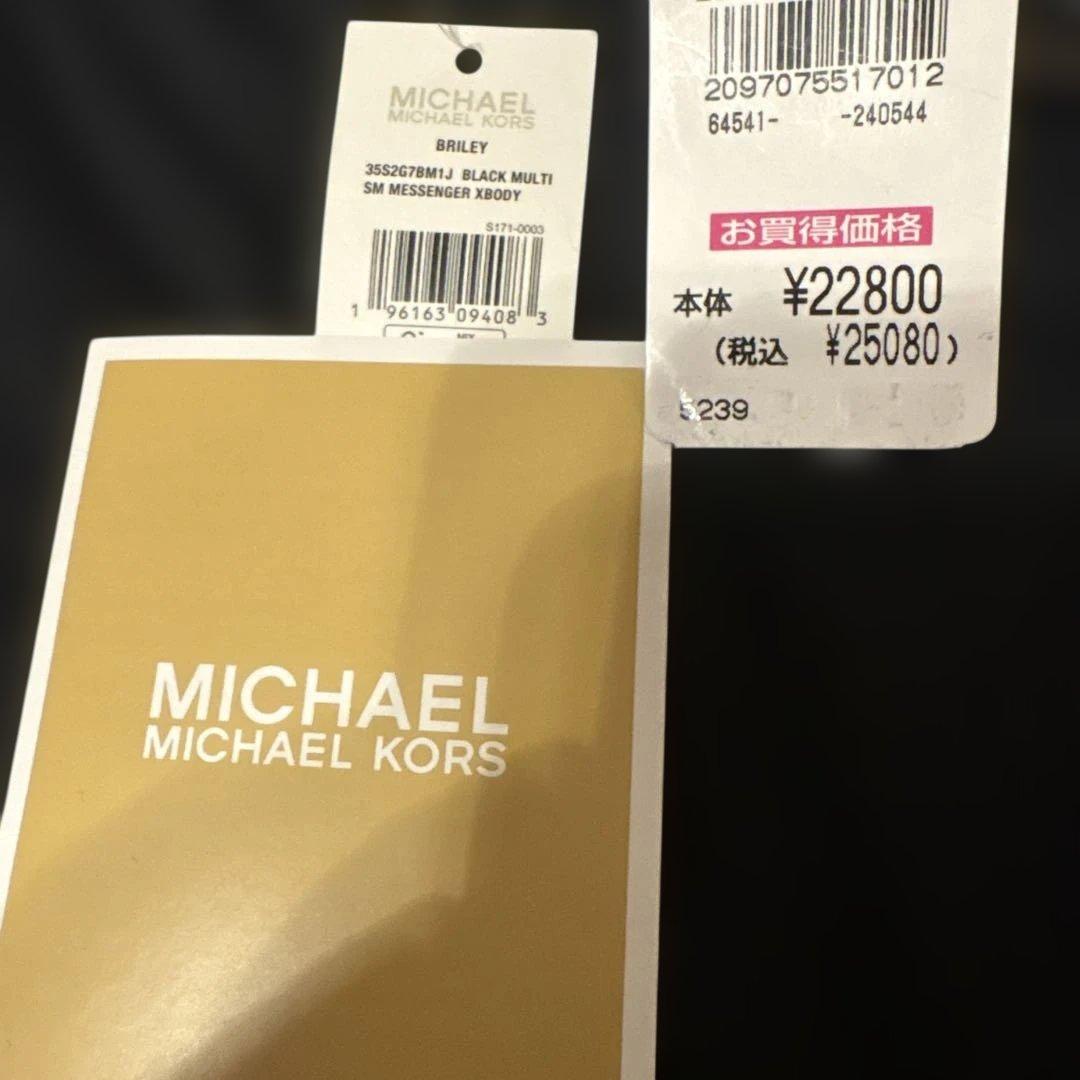 MICHAEL
MICHAEL KORS
BRILEY
35S2G7BM1J BLACK MULTI
SM MESSENGER XBODY
S171-0003
1 96163 09408 3
2097075517012
64541- -240544
お買得価格
本体 ¥22800
(税込 ¥25080)
5239
MICHAEL
MICHAEL KORS